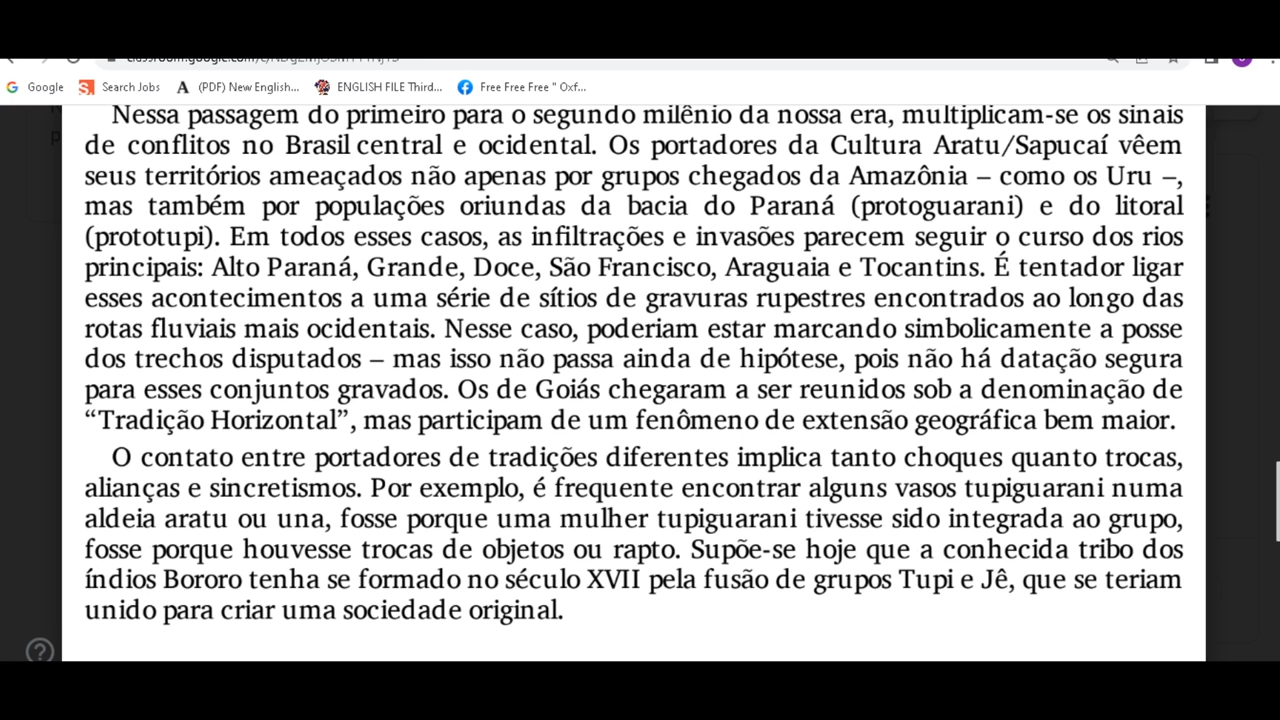 Google Search Jobs (PDF) New English... ENGLISH FILE Third... Free Free Free " Oxf...
Nessa passagem do primeiro para o segundo milênio da nossa era, multiplicam-se os sinais
de conflitos no Brasil central e ocidental. Os portadores da Cultura Aratu/Sapucaí vêem
seus territórios ameaçados não apenas por grupos chegados da Amazônia – como os Uru –,
mas também por populações oriundas da bacia do Paraná (protoguarani) e do litoral
(prototupi). Em todos esses casos, as infiltrações e invasões parecem seguir o curso dos rios
principais: Alto Paraná, Grande, Doce, São Francisco, Araguaia e Tocantins. É tentador ligar
esses acontecimentos a uma série de sítios de gravuras rupestres encontrados ao longo das
rotas fluviais mais ocidentais. Nesse caso, poderiam estar marcando simbolicamente a posse
dos trechos disputados – mas isso não passa ainda de hipótese, pois não há datação segura
para esses conjuntos gravados. Os de Goiás chegaram a ser reunidos sob a denominação de
“Tradição Horizontal”, mas participam de um fenômeno de extensão geográfica bem maior.
O contato entre portadores de tradições diferentes implica tanto choques quanto trocas,
alianças e sincretismos. Por exemplo, é frequente encontrar alguns vasos tupiguarani numa
aldeia aratu ou una, fosse porque uma mulher tupiguarani tivesse sido integrada ao grupo,
fosse porque houvesse trocas de objetos ou rapto. Supõe-se hoje que a conhecida tribo dos
índios Bororo tenha se formado no século XVII pela fusão de grupos Tupi e Jê, que se teriam
unido para criar uma sociedade original.